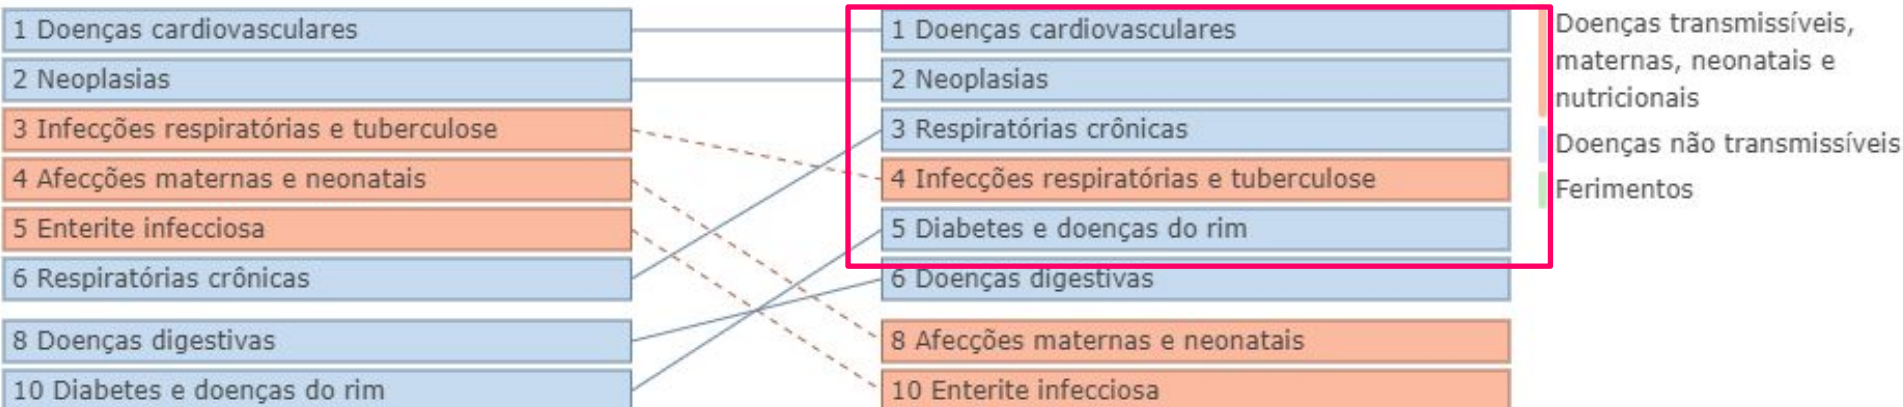 1 Doenças cardiovasculares
2 Neoplasias
3 Infecções respiratórias e tuberculose
4 Afecções maternas e neonatais
5 Enterite infecciosa
6 Respiratórias crônicas
8 Doenças digestivas
10 Diabetes e doenças do rim
1 Doenças cardiovasculares
2 Neoplasias
3 Respiratórias crônicas
4 Infecções respiratórias e tuberculose
5 Diabetes e doenças do rim
6 Doenças digestivas
8 Afecções maternas e neonatais
10 Enterite infecciosa
Doenças transmissíveis,
maternas, neonatais e
nutricionais
Doenças não transmissíveis
Ferimentos